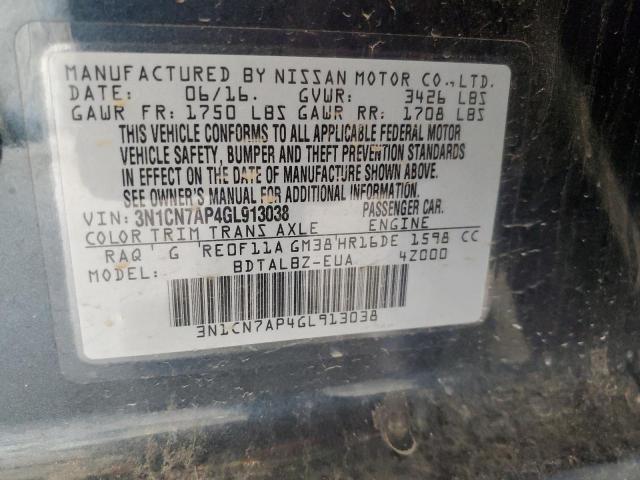 MANUFACTURED BY NISSAN MOTOR CO., LTD.
DATE: 06/16. GVWR: 3426 LBS
GAWR FR: 1750 LBS GAWR RR: 1708 LBS
THIS VEHICLE CONFORMS TO ALL APPLICABLE FEDERAL MOTOR
VEHICLE SAFETY, BUMPER AND THEFT PREVENTION STANDARDS
IN EFFECT ON THE DATE OF MANUFACTURE SHOWN ABOVE.
SEE OWNER'S MANUAL FOR ADDITIONAL INFORMATION.
VIN: 3N1CN7AP4GL913038 PASSENGER CAR.
COLOR TRIM TRANS AXLE ENGINE
RAQ ' G ' RE0F11A GM38'HR16DE 1598 CC
MODEL: BDTALBZ-EUA 4Z000
3N1CN7AP4GL913038